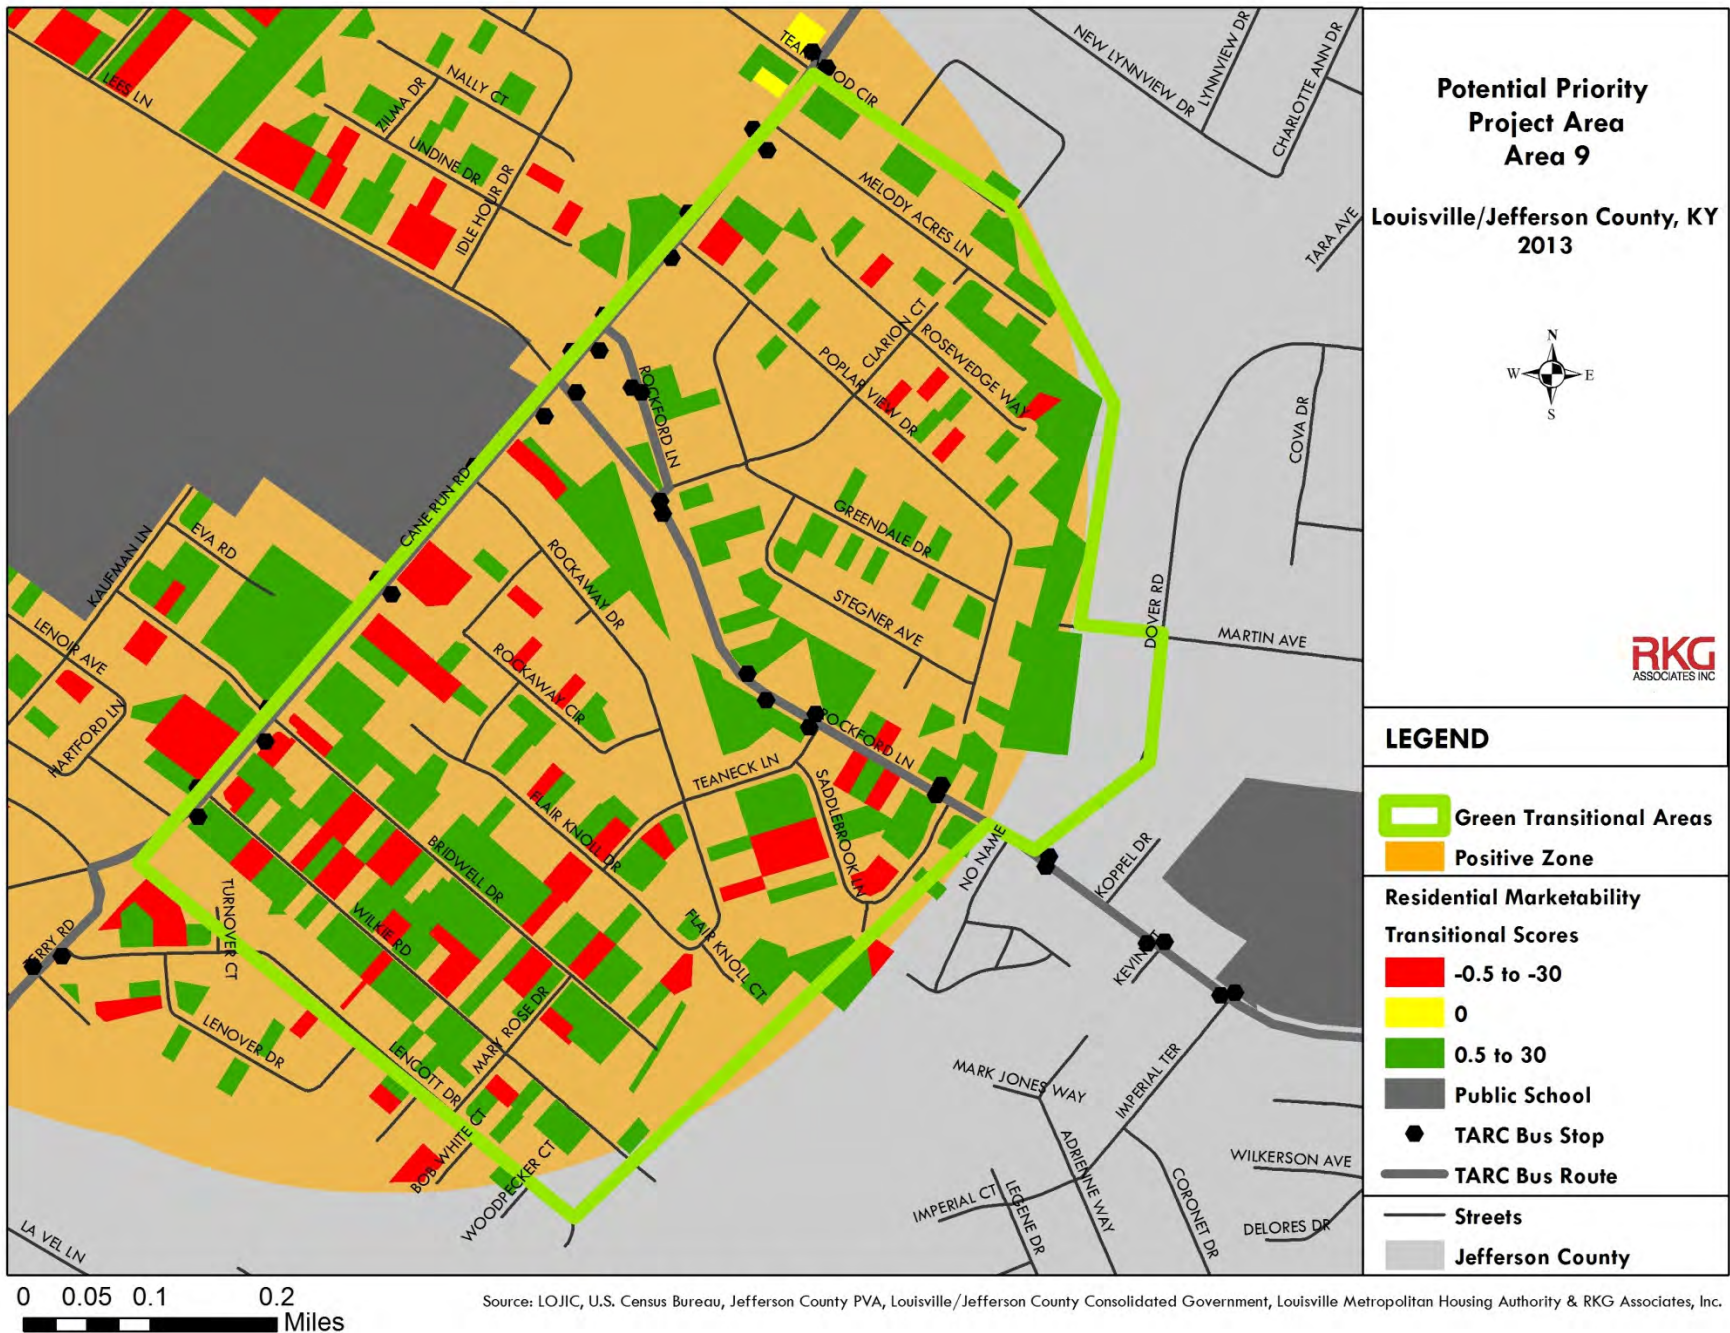 Potential Priority
Project Area
Area 9
Louisville/Jefferson County, KY
2013
N
W E
S
RKG
ASSOCIATES INC
LEGEND
Green Transitional Areas
Positive Zone
Residential Marketability
Transitional Scores
-0.5 to -30
0
0.5 to 30
Public School
TARC Bus Stop
TARC Bus Route
Streets
Jefferson County
LEES LN
NALLY CT
ZILMA DR
UNDINE DR
IDLE HOUR DR
OD CIR
NEW LYNNVIEW DR
LYNNVIEW DR
CHARLOTTE ANN DR
TARA AVE
MELODY ACRES LN
CLARION CT
ROSEWEDGE WAY
POPLAR VIEW DR
ROCKFORD LN
CANE RUN RD
COVA DR
KAUFMAN LN
EVA RD
GREENDALE DR
ROCKAWAY DR
STEGNER AVE
DOVER RD
MARTIN AVE
LENOIR AVE
ROCKAWAY CIR
HARTFORD LN
ROCKFORD LN
TEANECK LN
SADDLEBROOK LN
FLAIR KNOLL DR
BRIDWELL DR
NO NAME
KOPPEL DR
TURNOVER CT
WILKIE RD
FLAIR KNOLL CT
TERRY RD
KEVIN CT
MARY ROSE DR
LENOVER DR
LENCOTT DR
MARK JONES WAY
IMPERIAL TER
BOB WHITE CT
WOODPECKER CT
ADRIENNE WAY
WILKERSON AVE
CORONET DR
IMPERIAL CT
LEGENE DR
DELORES DR
LA VEL LN
0 0.05 0.1 0.2
Miles
Source: LOJIC, U.S. Census Bureau, Jefferson County PVA, Louisville/Jefferson County Consolidated Government, Louisville Metropolitan Housing Authority & RKG Associates, Inc.